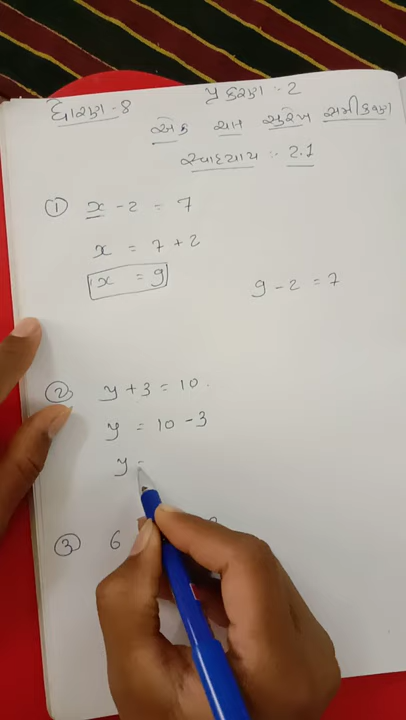 ધોરણ - 8
પ્રકરણ :- 2
એક ચલ સુરેખ સમીકરણ
સ્વાધ્યાય :- 2.1
① x - 2 = 7
x = 7 + 2
x = 9
9 - 2 = 7
② y + 3 = 10
y = 10 - 3
y =
③ 6